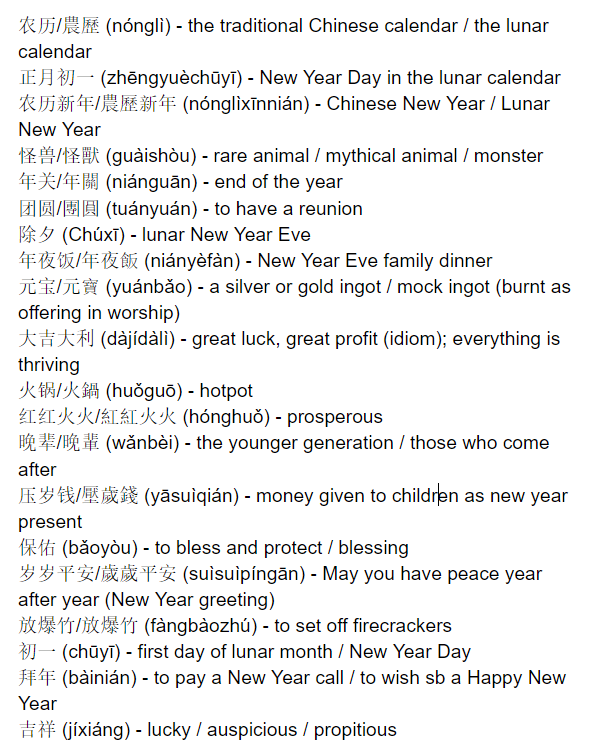 农历/農歷 (nónglì) - the traditional Chinese calendar / the lunar
calendar
正月初一 (zhēngyuèchūyī) - New Year Day in the lunar calendar
农历新年/農歷新年 (nónglìxīnnián) - Chinese New Year / Lunar
New Year
怪兽/怪獸 (guàishòu) - rare animal / mythical animal / monster
年关/年關 (niánguān) - end of the year
团圆/團圓 (tuányuán) - to have a reunion
除夕 (Chúxī) - lunar New Year Eve
年夜饭/年夜飯 (niányèfàn) - New Year Eve family dinner
元宝/元寶 (yuánbǎo) - a silver or gold ingot / mock ingot (burnt as
offering in worship)
大吉大利 (dàjídàlì) - great luck, great profit (idiom); everything is
thriving
火锅/火鍋 (huǒguō) - hotpot
红红火火/紅紅火火 (hónghuǒ) - prosperous
晚辈/晚輩 (wǎnbèi) - the younger generation / those who come
after
压岁钱/壓歲錢 (yāsuìqián) - money given to children as new year
present
保佑 (bǎoyòu) - to bless and protect / blessing
岁岁平安/歲歲平安 (suìsuìpíngān) - May you have peace year
after year (New Year greeting)
放爆竹/放爆竹 (fàngbàozhú) - to set off firecrackers
初一 (chūyī) - first day of lunar month / New Year Day
拜年 (bàinián) - to pay a New Year call / to wish sb a Happy New
Year
吉祥 (jíxiáng) - lucky / auspicious / propitious